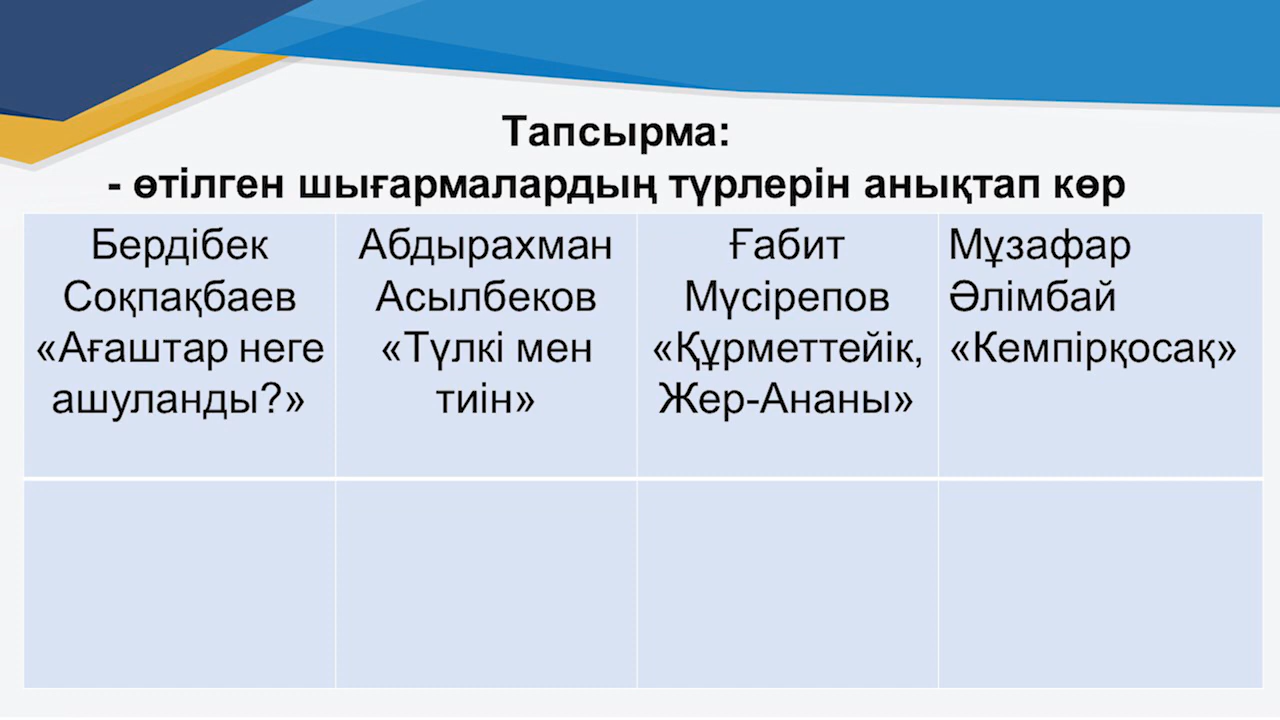 Тапсырма:
- өтілген шығармалардың түрлерін анықтап көр
Бердібек
Соқпақбаев
«Ағаштар неге
ашуланды?»
Абдырахман
Асылбеков
«Түлкі мен
тиін»
Ғабит
Мүсірепов
«Құрметтейік,
Жер-Ананы»
Мұзафар
Әлімбай
«Кемпірқосақ»